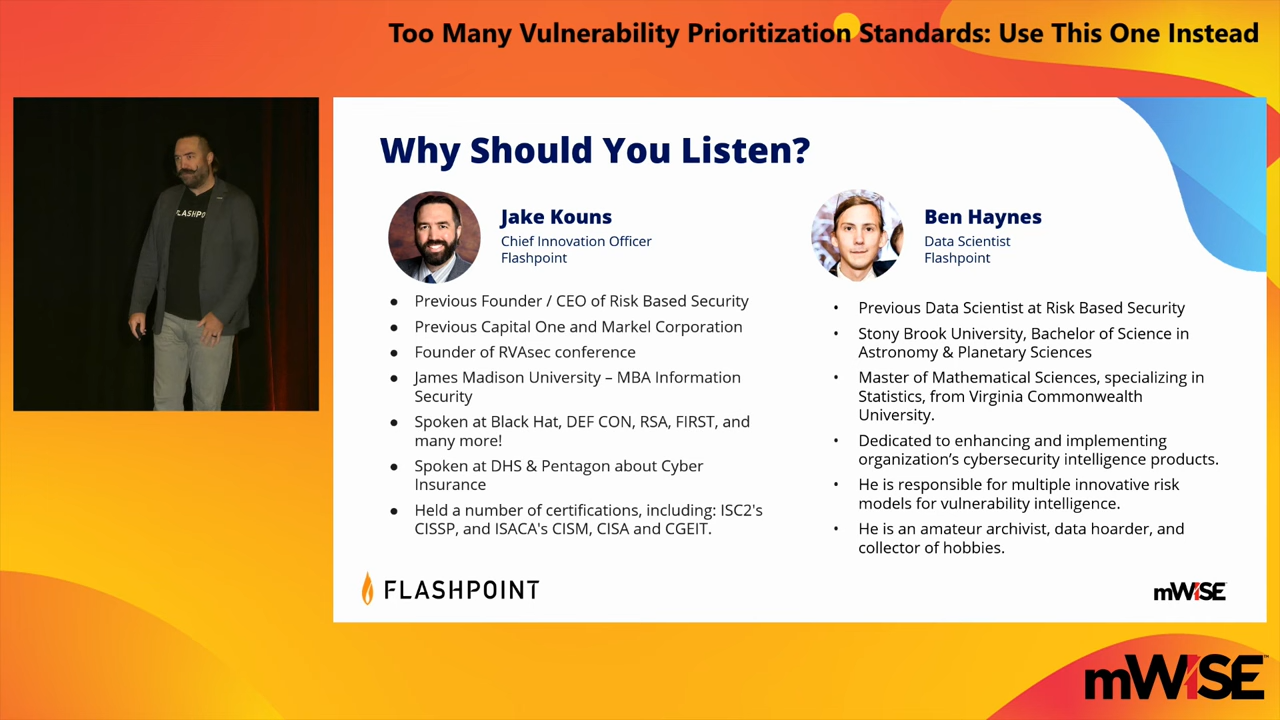 Too Many Vulnerability Prioritization Standards: Use This One Instead
FLASHPO
Why Should You Listen?
Jake Kouns
Chief Innovation Officer
Flashpoint
● Previous Founder / CEO of Risk Based Security
● Previous Capital One and Markel Corporation
● Founder of RVAsec conference
● James Madison University – MBA Information
Security
● Spoken at Black Hat, DEF CON, RSA, FIRST, and
many more!
● Spoken at DHS & Pentagon about Cyber
Insurance
● Held a number of certifications, including: ISC2's
CISSP, and ISACA's CISM, CISA and CGEIT.
Ben Haynes
Data Scientist
Flashpoint
• Previous Data Scientist at Risk Based Security
• Stony Brook University, Bachelor of Science in
Astronomy & Planetary Sciences
• Master of Mathematical Sciences, specializing in
Statistics, from Virginia Commonwealth
University.
• Dedicated to enhancing and implementing
organization's cybersecurity intelligence products.
• He is responsible for multiple innovative risk
models for vulnerability intelligence.
• He is an amateur archivist, data hoarder, and
collector of hobbies.
FLASHPOINT
mWISE
mWISE™